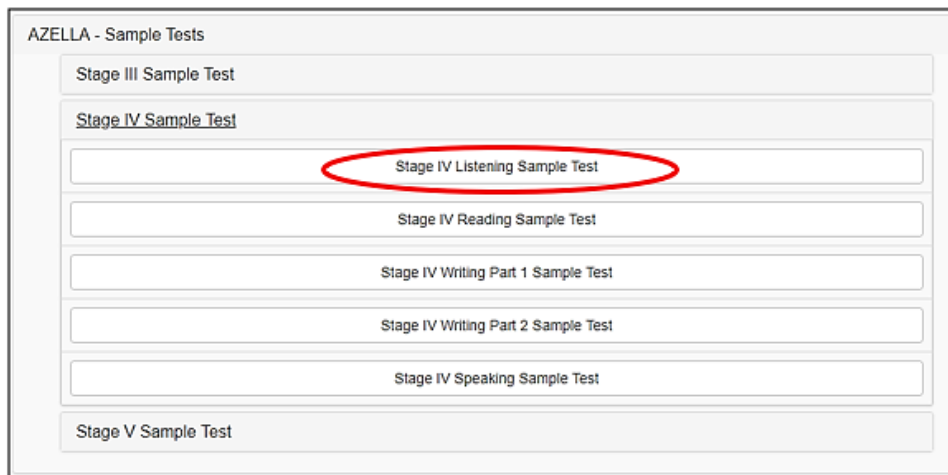 AZELLA - Sample Tests
Stage III Sample Test
Stage IV Sample Test
Stage IV Listening Sample Test
Stage IV Reading Sample Test
Stage IV Writing Part 1 Sample Test
Stage IV Writing Part 2 Sample Test
Stage IV Speaking Sample Test
Stage V Sample Test